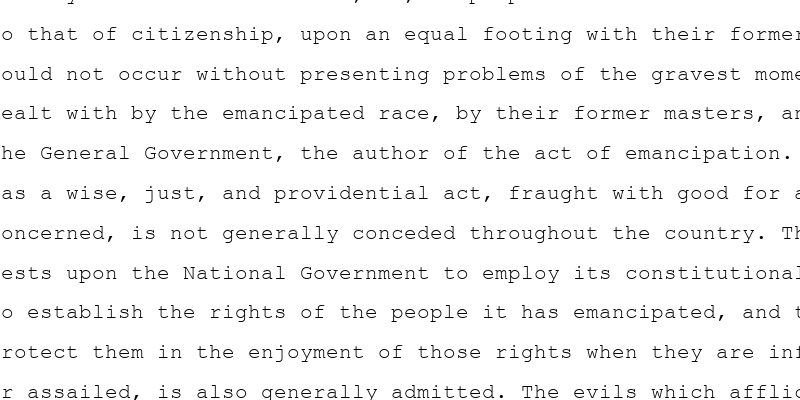 o that of citizenship, upon an equal footing with their former
ould not occur without presenting problems of the gravest mome
ealt with by the emancipated race, by their former masters, an
he General Government, the author of the act of emancipation.
as a wise, just, and providential act, fraught with good for a
oncerned, is not generally conceded throughout the country. Th
ests upon the National Government to employ its constitutional
o establish the rights of the people it has emancipated, and t
rotect them in the enjoyment of those rights when they are inf
r assailed, is also generally admitted. The evils which afflic